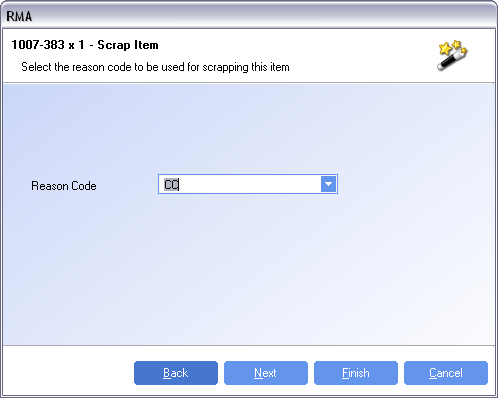 RMA
1007-383 x 1 - Scrap Item
Select the reason code to be used for scrapping this item
Reason Code
CC
Back
Next
Finish
Cancel